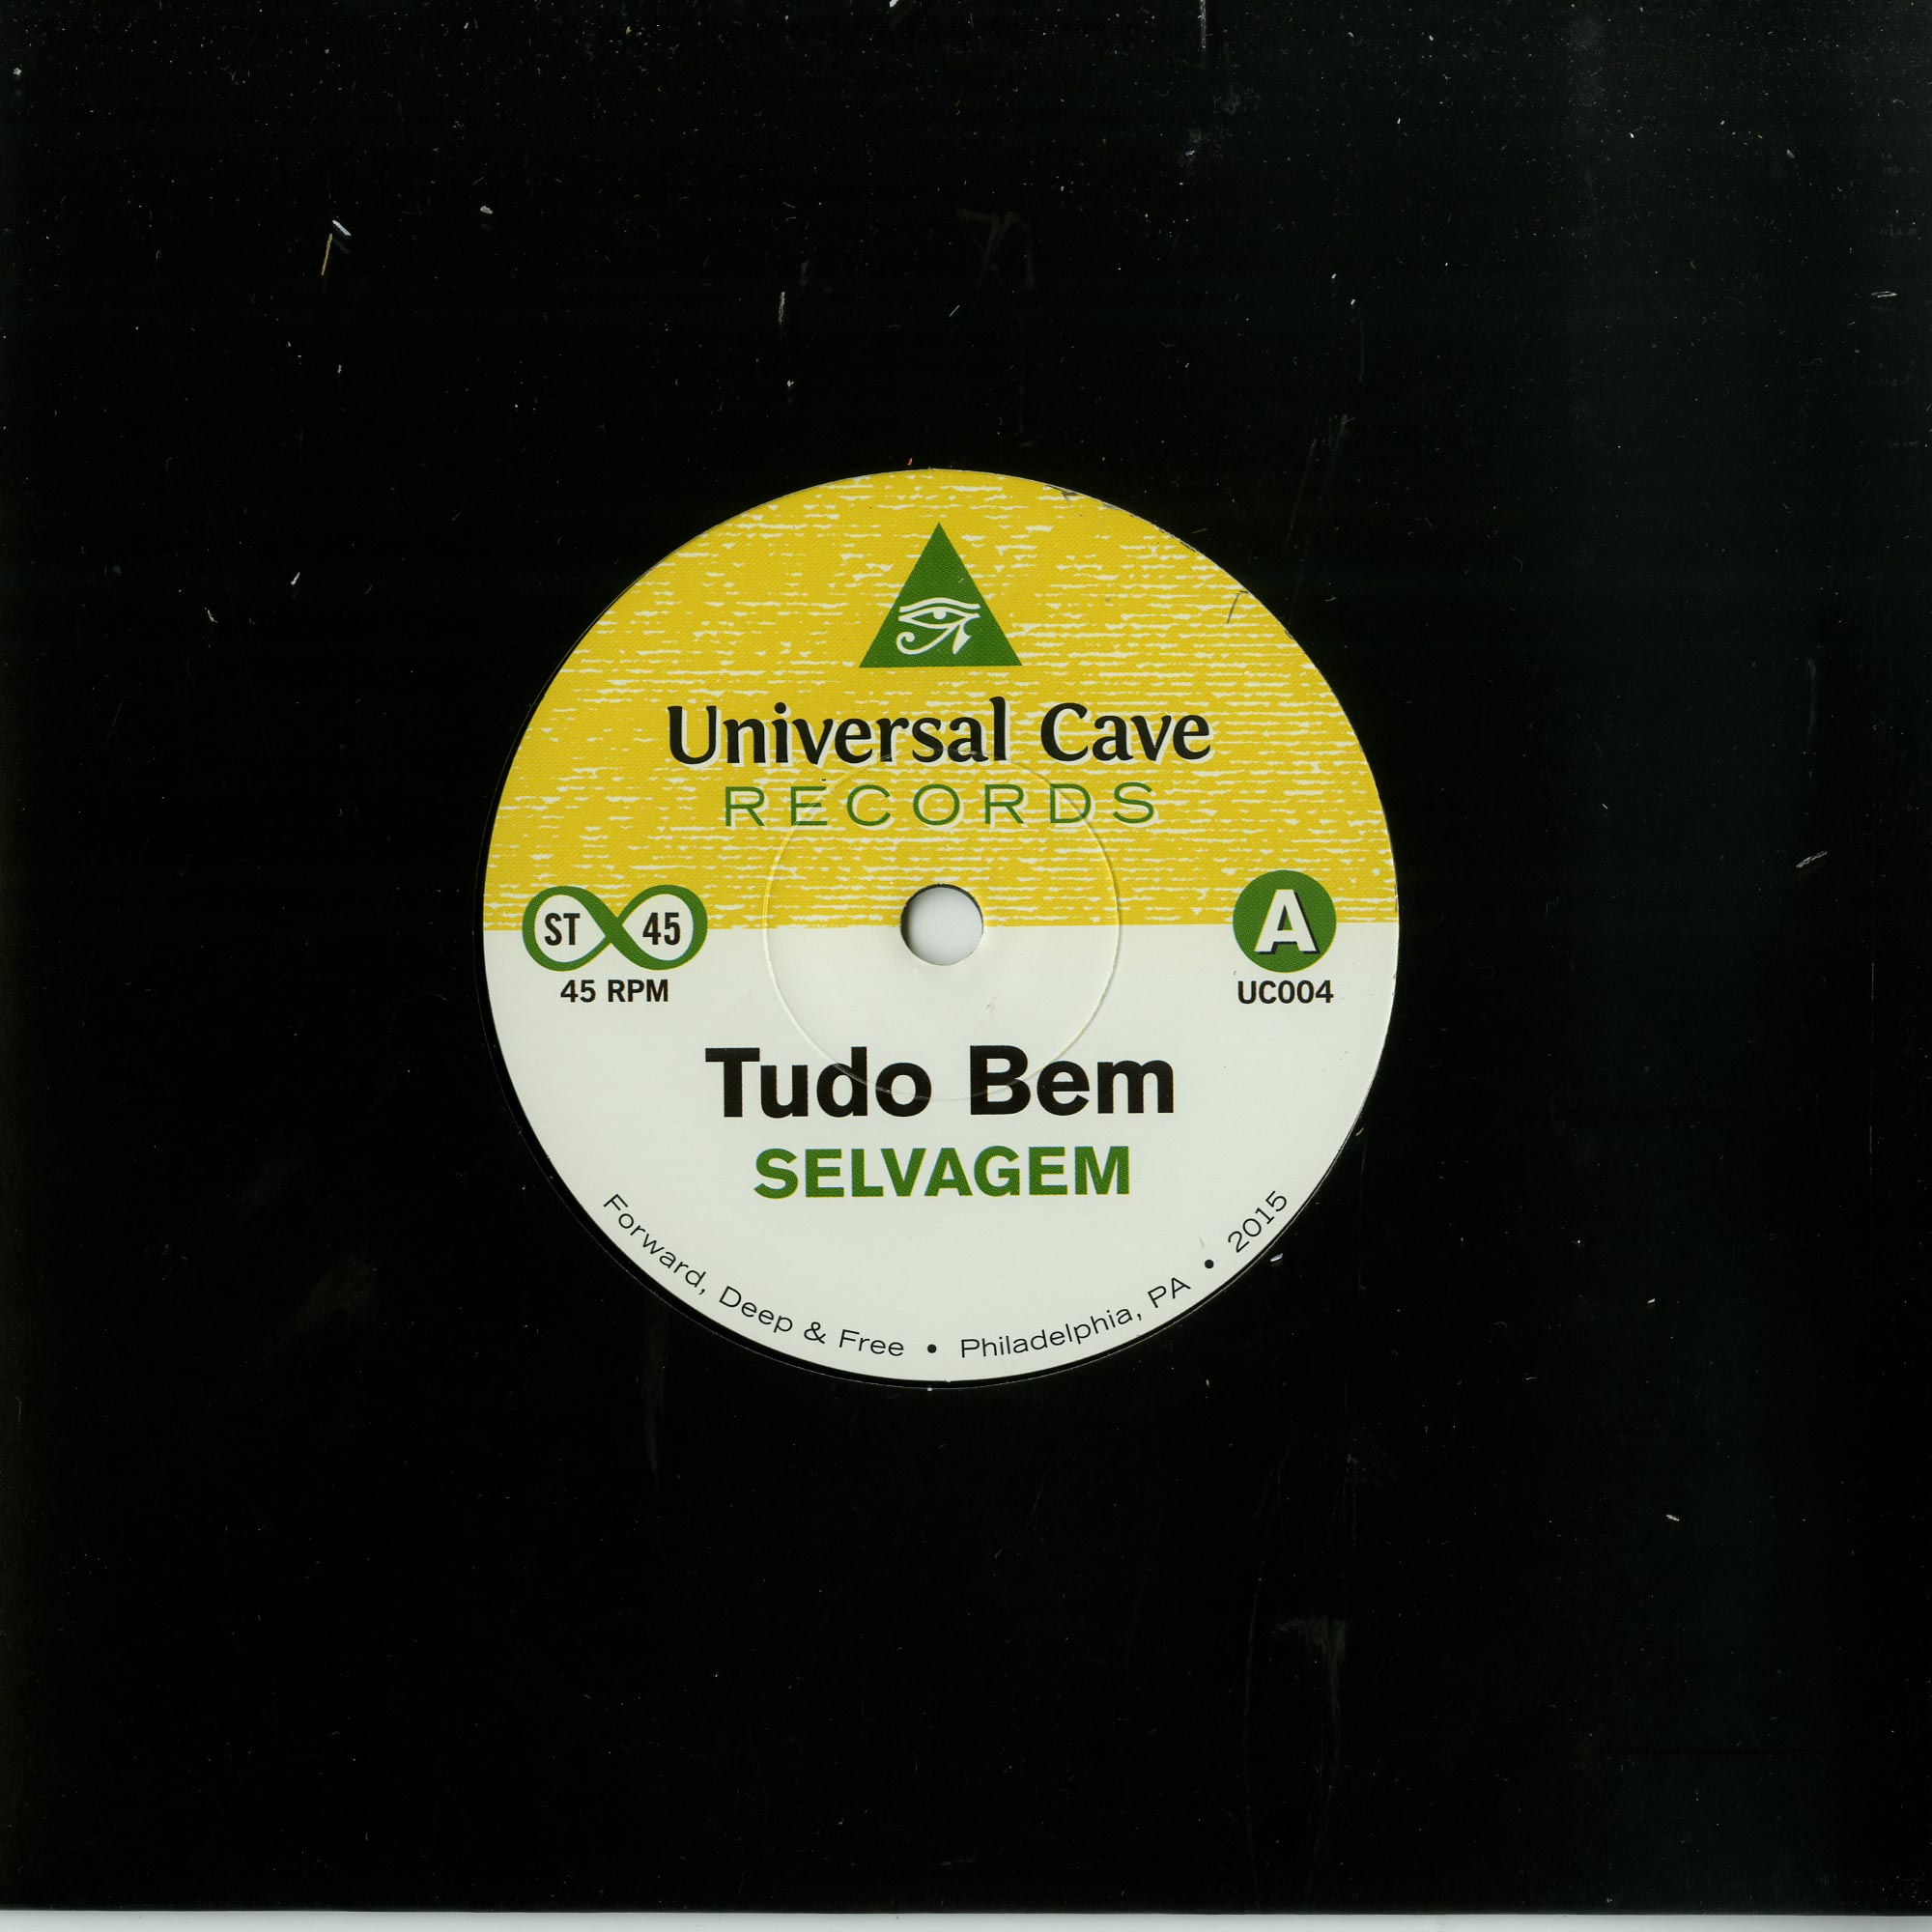 Universal Cave
RECORDS
ST 45
45 RPM
A
UC004
Tudo Bem
SELVAGEM
Forward, Deep & Free • Philadelphia, PA • 2015